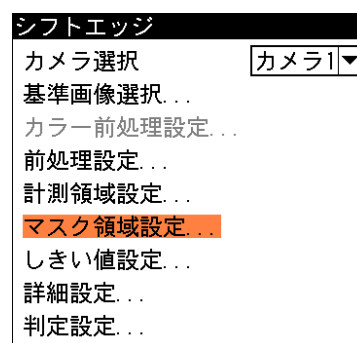 シフトエッジ
カメラ選択 カメラ1
基準画像選択...
カラー前処理設定...
前処理設定...
計測領域設定...
マスク領域設定...
しきい値設定...
詳細設定...
判定設定...